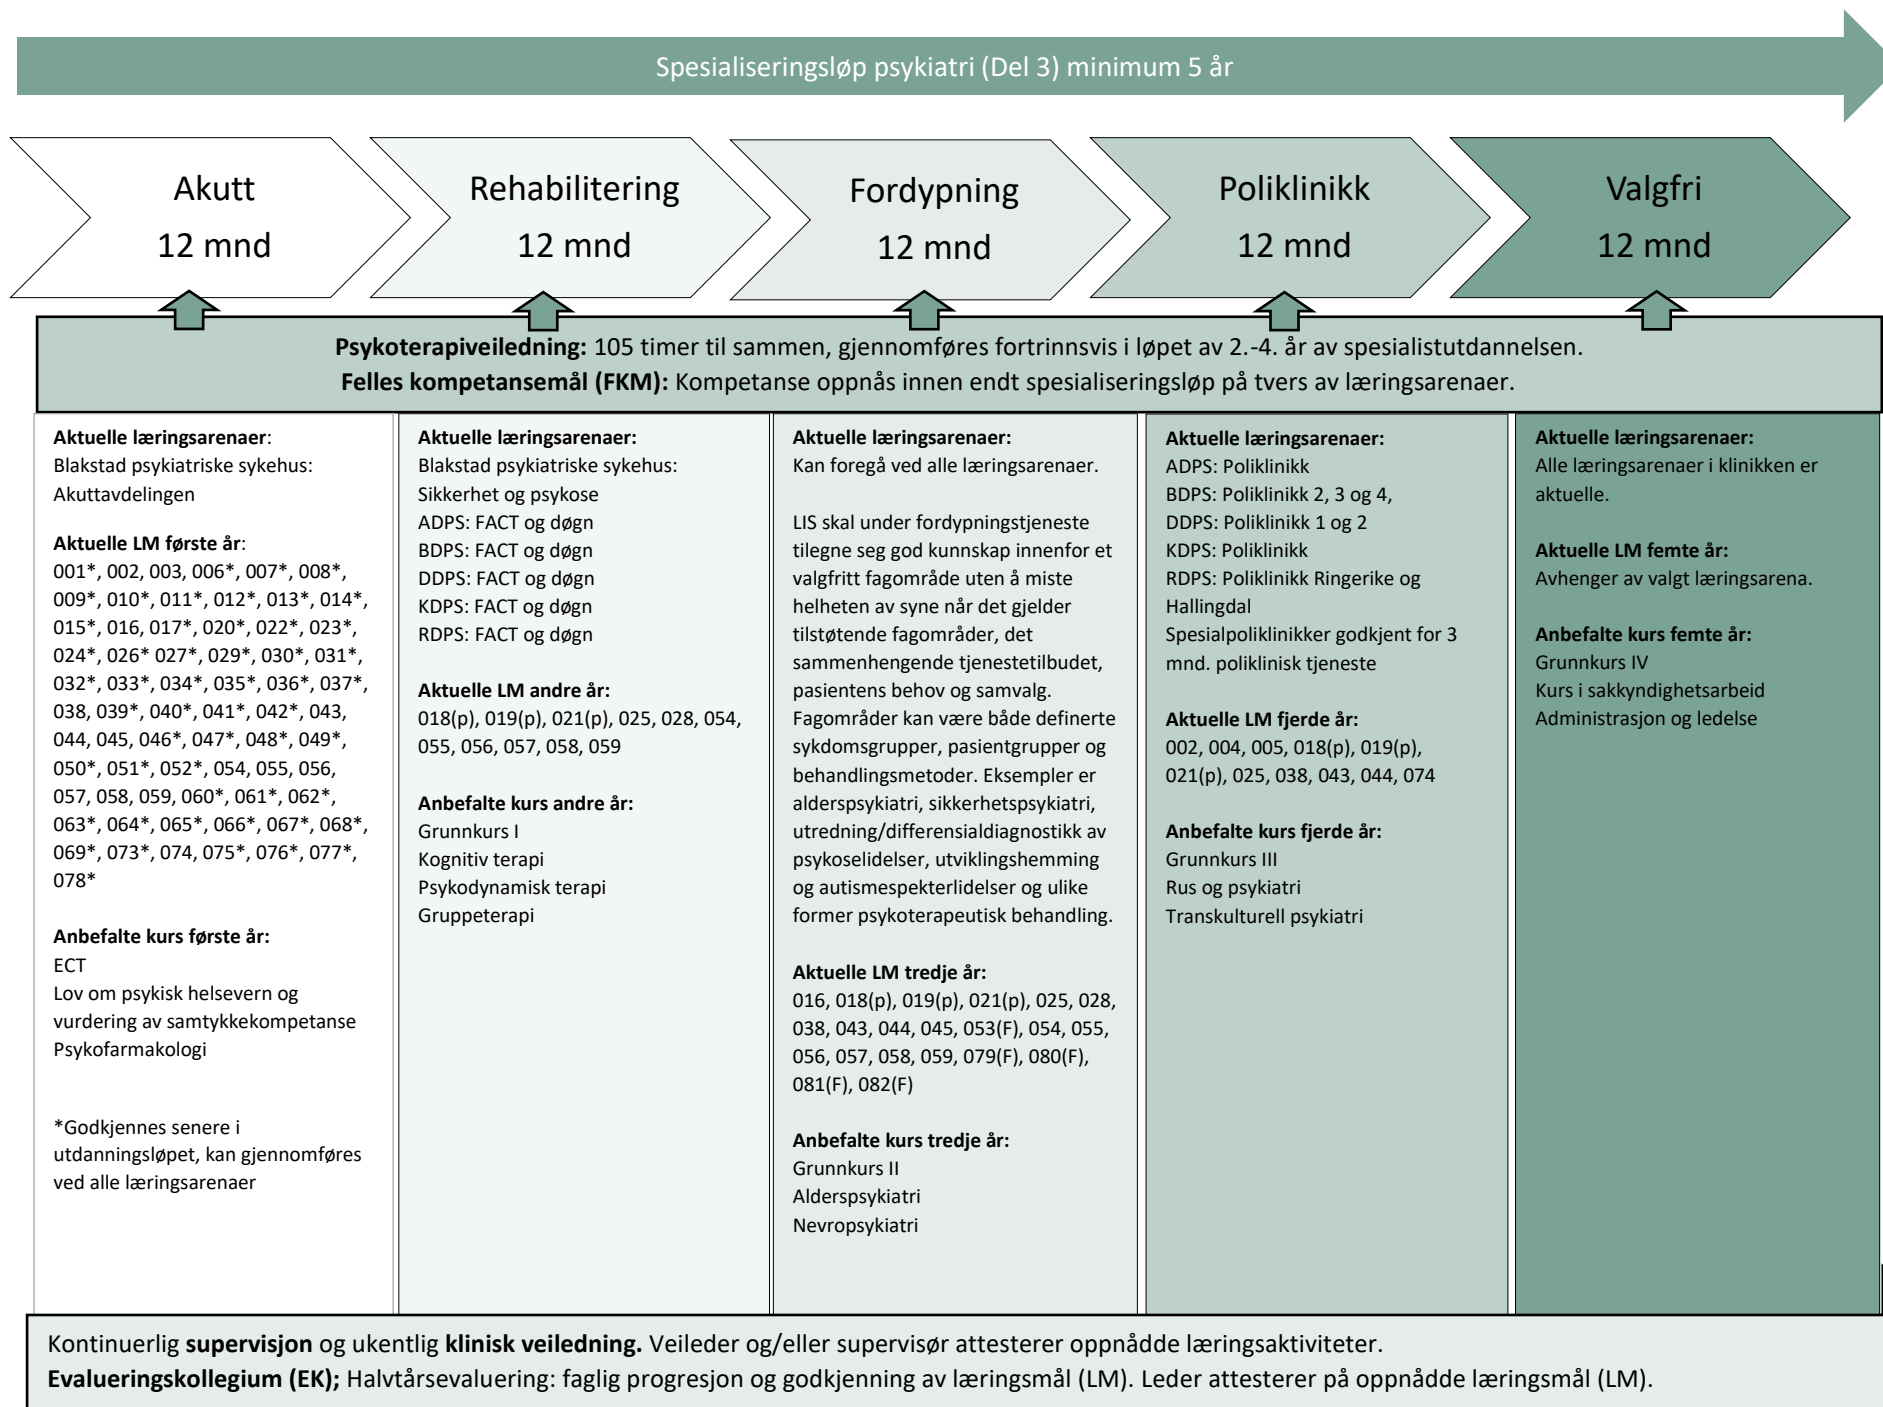 Spesialiseringsløp psykiatri (Del 3) minimum 5 år
Akutt
12 mnd
Rehabilitering
12 mnd
Fordypning
12 mnd
Poliklinikk
12 mnd
Valgfri
12 mnd
Psykoterapiveiledning: 105 timer til sammen, gjennomføres fortrinnsvis i løpet av 2.-4. år av spesialistutdannelsen.
Felles kompetansemål (FKM): Kompetanse oppnås innen endt spesialiseringsløp på tvers av læringsarenaer.
Aktuelle læringsarenaer:
Blakstad psykiatriske sykehus:
Akuttavdelingen
Aktuelle LM første år:
001*, 002, 003, 006*, 007*, 008*,
009*, 010*, 011*, 012*, 013*, 014*,
015*, 016, 017*, 020*, 022*, 023*,
024*, 026* 027*, 029*, 030*, 031*,
032*, 033*, 034*, 035*, 036*, 037*,
038, 039*, 040*, 041*, 042*, 043,
044, 045, 046*, 047*, 048*, 049*,
050*, 051*, 052*, 054, 055, 056,
057, 058, 059, 060*, 061*, 062*,
063*, 064*, 065*, 066*, 067*, 068*,
069*, 073*, 074, 075*, 076*, 077*,
078*
Anbefalte kurs første år:
ECT
Lov om psykisk helsevern og
vurdering av samtykkekompetanse
Psykofarmakologi
*Godkjennes senere i
utdanningsløpet, kan gjennomføres
ved alle læringsarenaer
Aktuelle læringsarenaer:
Blakstad psykiatriske sykehus:
Sikkerhet og psykose
ADPS: FACT og døgn
BDPS: FACT og døgn
DDPS: FACT og døgn
KDPS: FACT og døgn
RDPS: FACT og døgn
Aktuelle LM andre år:
018(p), 019(p), 021(p), 025, 028, 054,
055, 056, 057, 058, 059
Anbefalte kurs andre år:
Grunnkurs I
Kognitiv terapi
Psykodynamisk terapi
Gruppeterapi
Aktuelle læringsarenaer:
Kan foregå ved alle læringsarenaer.
LIS skal under fordypningstjeneste
tilegne seg god kunnskap innenfor et
valgfritt fagområde uten å miste
helheten av syne når det gjelder
tilstøtende fagområder, det
sammenhengende tjenestetilbudet,
pasientens behov og samvalg.
Fagområder kan være både definerte
sykdomsgrupper, pasientgrupper og
behandlingsmetoder. Eksempler er
alderspsykiatri, sikkerhetspsykiatri,
utredning/differensialdiagnostikk av
psykoselidelser, utviklingshemming
og autismespekterlidelser og ulike
former psykoterapeutisk behandling.
Aktuelle LM tredje år:
016, 018(p), 019(p), 021(p), 025, 028,
038, 043, 044, 045, 053(F), 054, 055,
056, 057, 058, 059, 079(F), 080(F),
081(F), 082(F)
Anbefalte kurs tredje år:
Grunnkurs II
Alderspsykiatri
Nevropsykiatri
Aktuelle læringsarenaer:
ADPS: Poliklinikk
BDPS: Poliklinikk 2, 3 og 4,
DDPS: Poliklinikk 1 og 2
KDPS: Poliklinikk
RDPS: Poliklinikk Ringerike og
Hallingdal
Spesialpoliklinikker godkjent for 3
mnd. poliklinisk tjeneste
Aktuelle LM fjerde år:
002, 004, 005, 018(p), 019(p),
021(p), 025, 038, 043, 044, 074
Anbefalte kurs fjerde år:
Grunnkurs III
Rus og psykiatri
Transkulturell psykiatri
Aktuelle læringsarenaer:
Alle læringsarenaer i klinikken er
aktuelle.
Aktuelle LM femte år:
Avhenger av valgt læringsarena.
Anbefalte kurs femte år:
Grunnkurs IV
Kurs i sakkyndighetsarbeid
Administrasjon og ledelse
Kontinuerlig supervisjon og ukentlig klinisk veiledning. Veileder og/eller supervisør attesterer oppnådde læringsaktiviteter.
Evalueringskollegium (EK); Halvtårsevaluering: faglig progresjon og godkjenning av læringsmål (LM). Leder attesterer på oppnådde læringsmål (LM).